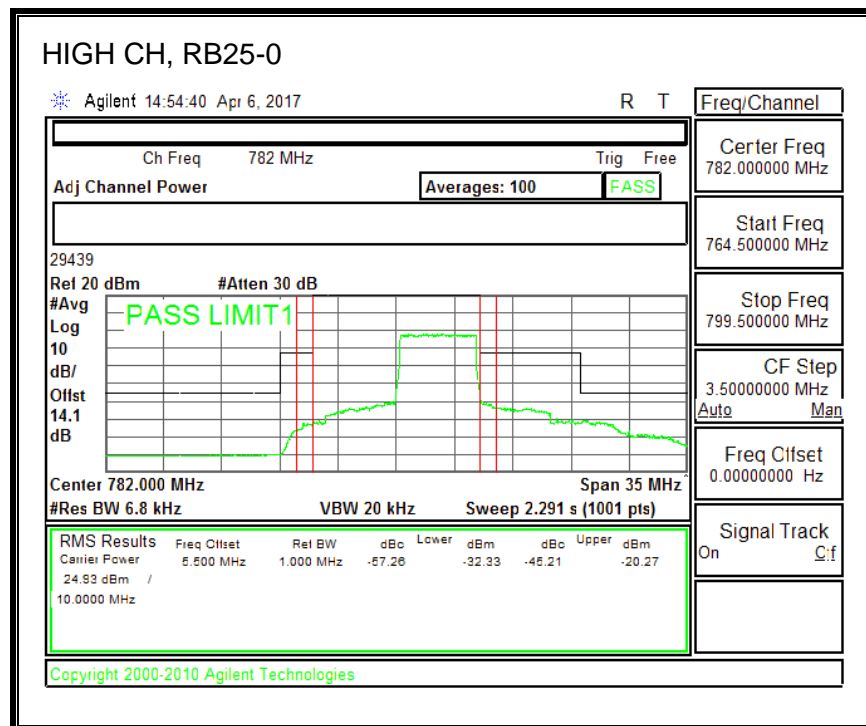 HIGH CH, RB25-0
Agilent 14:54:40 Apr 6, 2017 R T
Freq/Channel
Ch Freq 782 MHz Trig Free
Adj Channel Power Averages: 100 PASS
Center Freq
782.000000 MHz
Start Freq
764.500000 MHz
29439
Ref 20 dBm #Atten 30 dB
#Avg
Log
10
dB/
Offst
14.1
dB
PASS LIMIT1
Stop Freq
799.500000 MHz
CF Step
3.50000000 MHz
Auto Man
Freq Offset
0.00000000 Hz
Center 782.000 MHz Span 35 MHz
#Res BW 6.8 kHz VBW 20 kHz Sweep 2.291 s (1001 pts)
Signal Track
On Off
RMS Results Freq Offset Ref BW dBc Lower dBm dBc Upper dBm
Carrier Power 5.500 MHz 1.000 MHz -57.26 -32.33 -45.21 -20.27
24.93 dBm /
10.0000 MHz
Copyright 2000-2010 Agilent Technologies